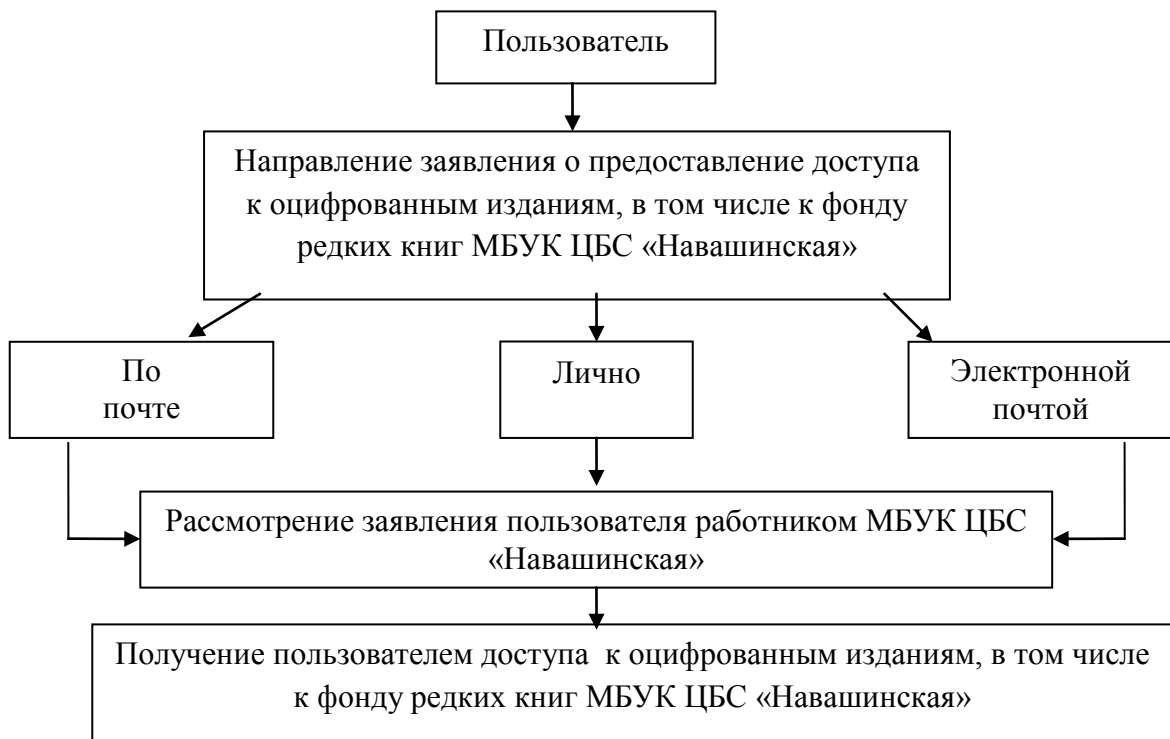 Пользователь
Направление заявления о предоставление доступа
к оцифрованным изданиям, в том числе к фонду
редких книг МБУК ЦБС «Навашинская»
По
почте
Лично
Электронной
почтой
Рассмотрение заявления пользователя работником МБУК ЦБС
«Навашинская»
Получение пользователем доступа к оцифрованным изданиям, в том числе
к фонду редких книг МБУК ЦБС «Навашинская»